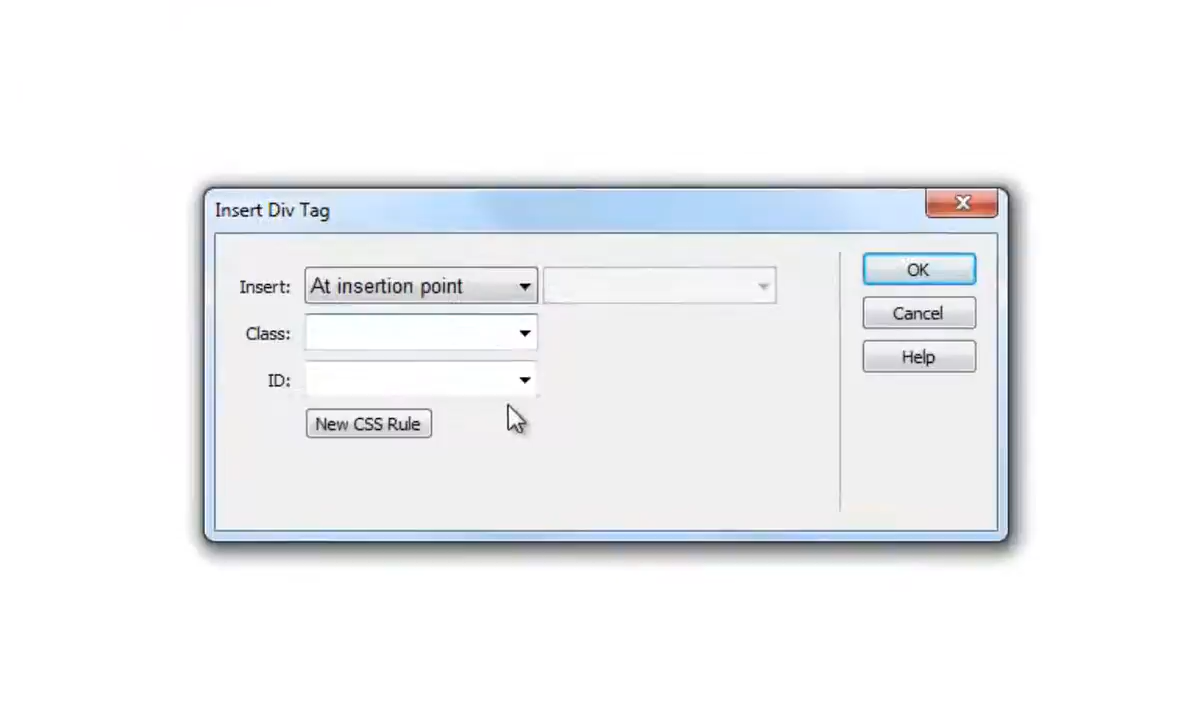 Insert Div Tag
Insert: At insertion point
Class:
ID:
New CSS Rule
OK
Cancel
Help